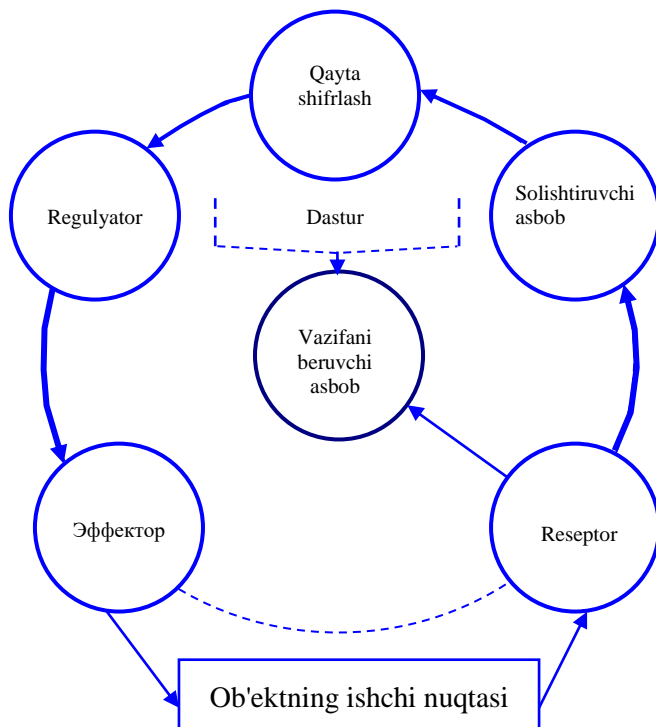 Qayta
shifrlash
Regulyator
Dastur
Solishtiruvchi
asbob
Vazifani
beruvchi
asbob
Эффектор
Reseptor
Ob'ektning ishchi nuqtasi